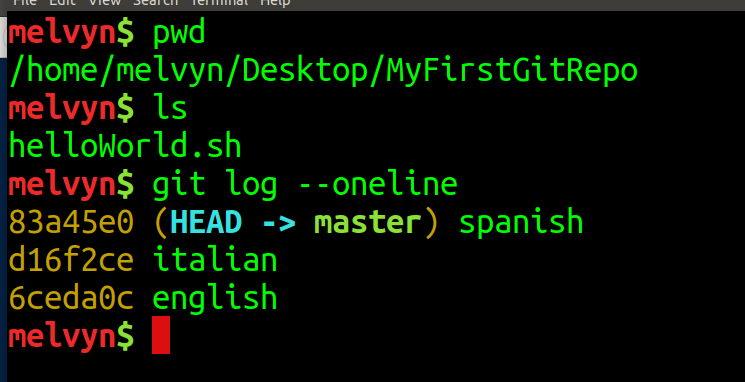 File Edit View Search Terminal Help
melvyn$ pwd
/home/melvyn/Desktop/MyFirstGitRepo
melvyn$ ls
helloWorld.sh
melvyn$ git log --oneline
83a45e0 (HEAD -> master) spanish
d16f2ce italian
6ceda0c english
melvyn$